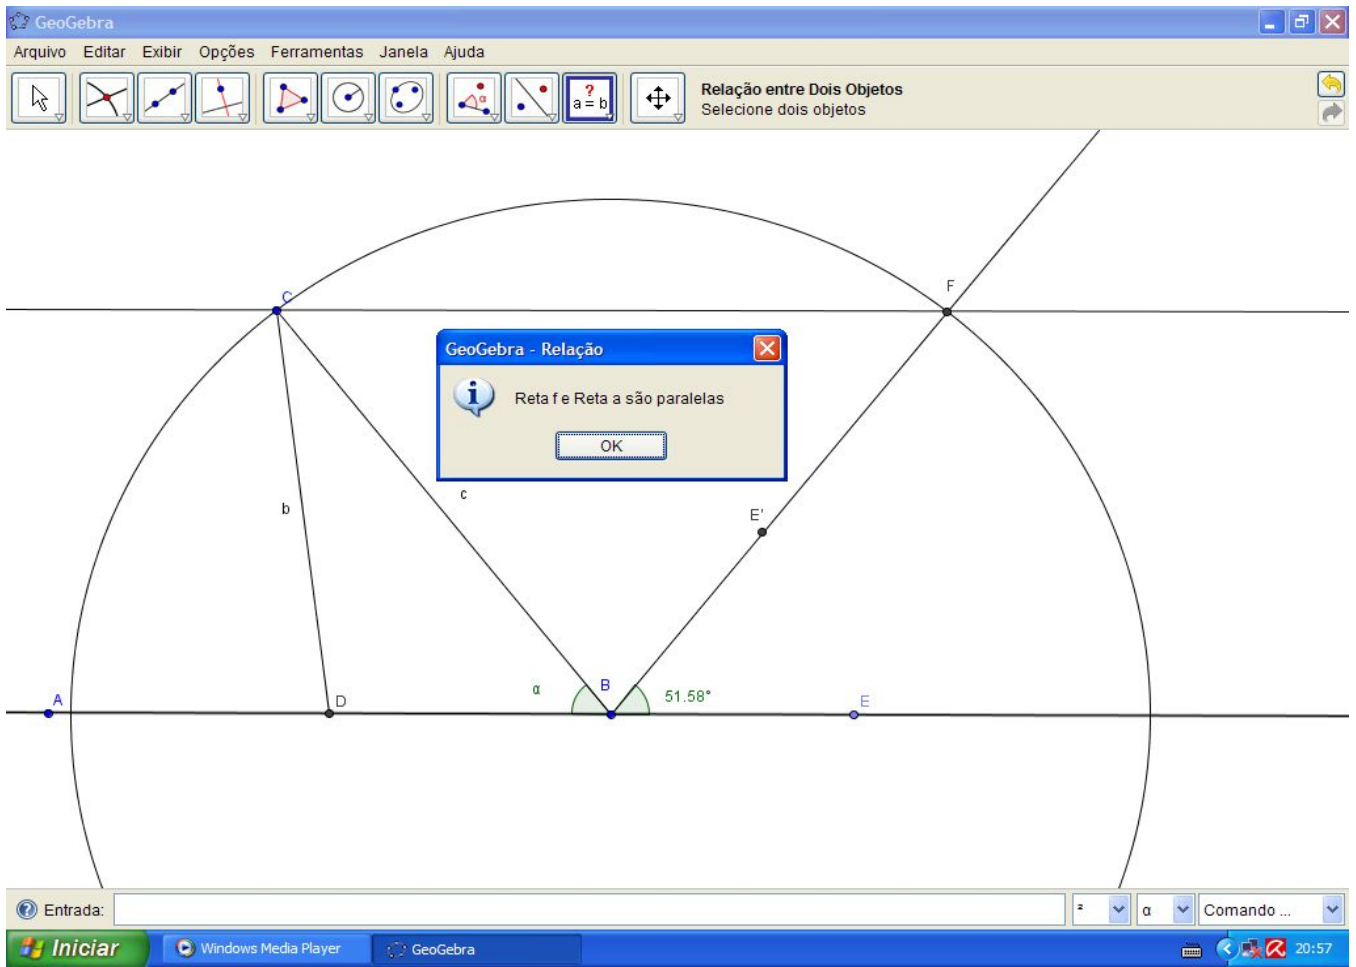 GeoGebra
Arquivo Editar Exibir Opções Ferramentas Janela Ajuda
α
?
a = b
Relação entre Dois Objetos
Selecione dois objetos
C
F
GeoGebra - Relação
Reta f e Reta a são paralelas
OK
c
b
E'
A
D
α
B
51.58°
E
Entrada:
²
α
Comando ...
Iniciar
Windows Media Player
GeoGebra
20:57